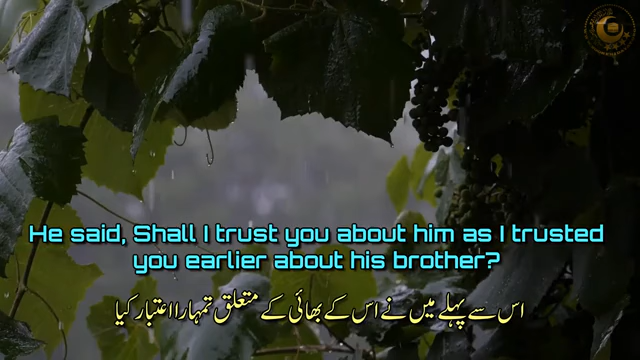 He said, Shall I trust you about him as I trusted
you earlier about his brother?
اس سے پہلے میں نے اس کے بھائی کے متعلق تمہارا اعتبار کیا